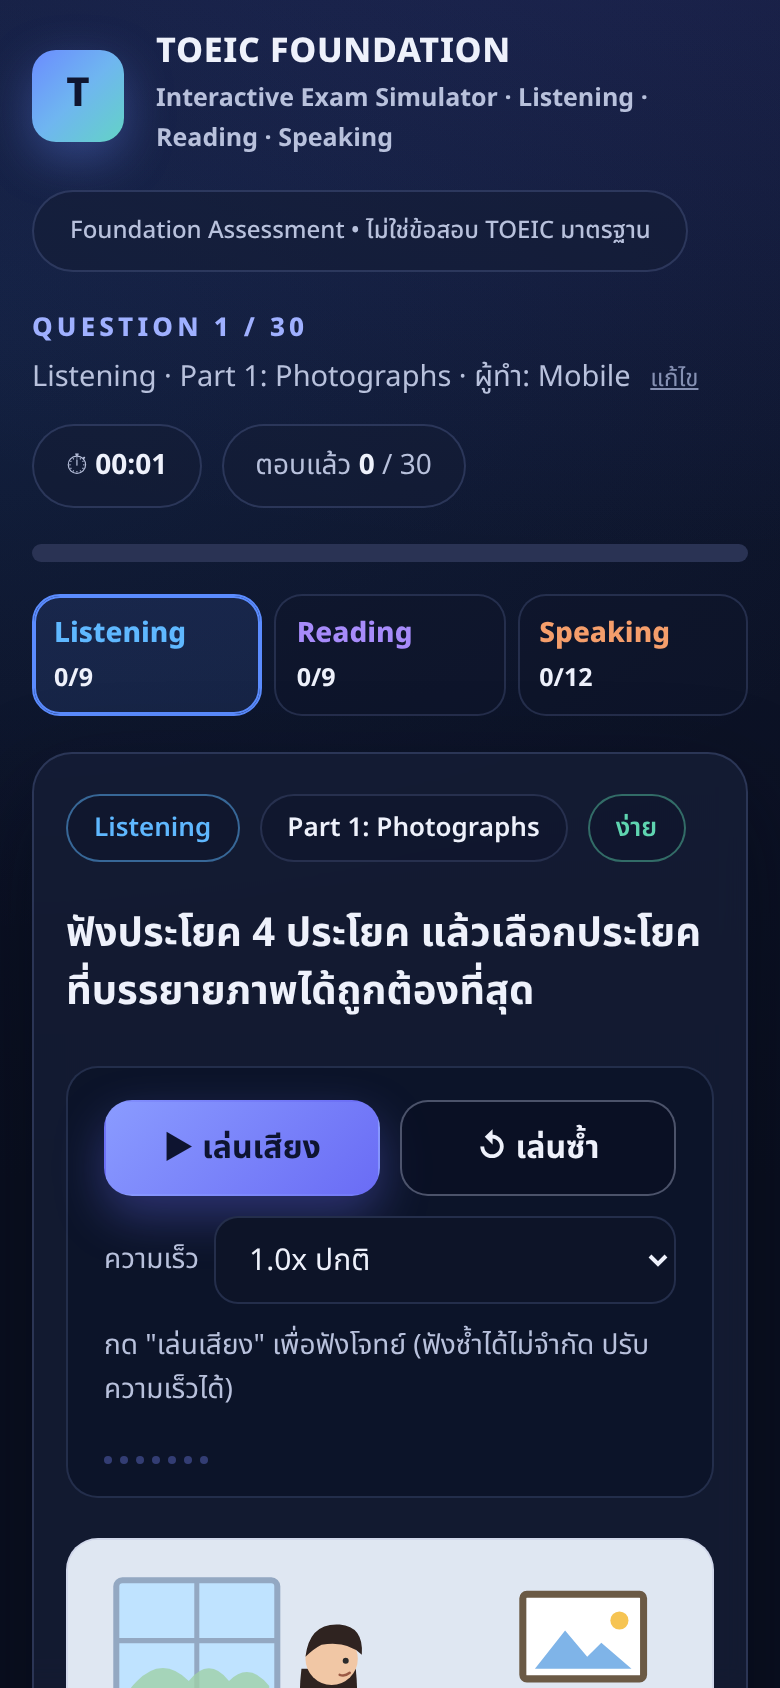 T
TOEIC FOUNDATION
Interactive Exam Simulator · Listening ·
Reading · Speaking
Foundation Assessment • ไม่ใช่ข้อสอบ TOEIC มาตรฐาน
QUESTION 1 / 30
Listening · Part 1: Photographs · ผู้ทำ: Mobile แก้ไข
⏱ 00:01 ตอบแล้ว 0 / 30
Listening Reading Speaking
0/9 0/9 0/12
Listening Part 1: Photographs ง่าย
ฟังประโยค 4 ประโยค แล้วเลือกประโยค
ที่บรรยายภาพได้ถูกต้องที่สุด
▶ เล่นเสียง ↺ เล่นซ้ำ
ความเร็ว 1.0x ปกติ
กด "เล่นเสียง" เพื่อฟังโจทย์ (ฟังซ้ำได้ไม่จำกัด ปรับ
ความเร็วได้)